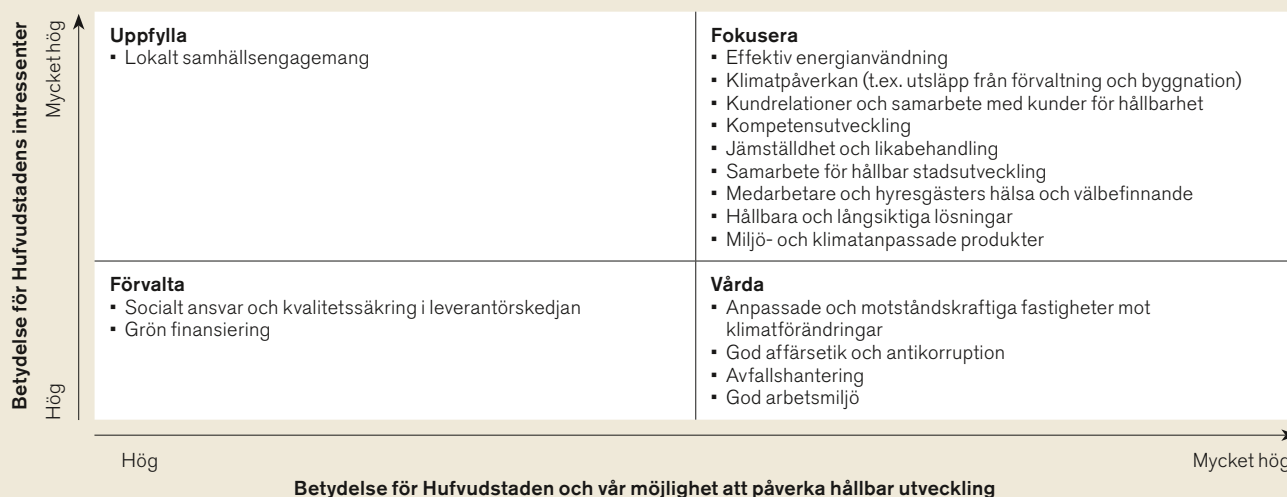 Betydelse för Hufvudstadens intressenter
Mycket hög
Hög
Uppfylla
▪ Lokalt samhällsengagemang
Fokusera
▪ Effektiv energianvändning
▪ Klimatpåverkan (t.ex. utsläpp från förvaltning och byggnation)
▪ Kundrelationer och samarbete med kunder för hållbarhet
▪ Kompetensutveckling
▪ Jämställdhet och likabehandling
▪ Samarbete för hållbar stadsutveckling
▪ Medarbetare och hyresgästers hälsa och välbefinnande
▪ Hållbara och långsiktiga lösningar
▪ Miljö- och klimatanpassade produkter
Förvalta
▪ Socialt ansvar och kvalitetssäkring i leverantörskedjan
▪ Grön finansiering
Vårda
▪ Anpassade och motståndskraftiga fastigheter mot
klimatförändringar
▪ God affärsetik och antikorruption
▪ Avfallshantering
▪ God arbetsmiljö
Hög
Mycket hög
Betydelse för Hufvudstaden och vår möjlighet att påverka hållbar utveckling